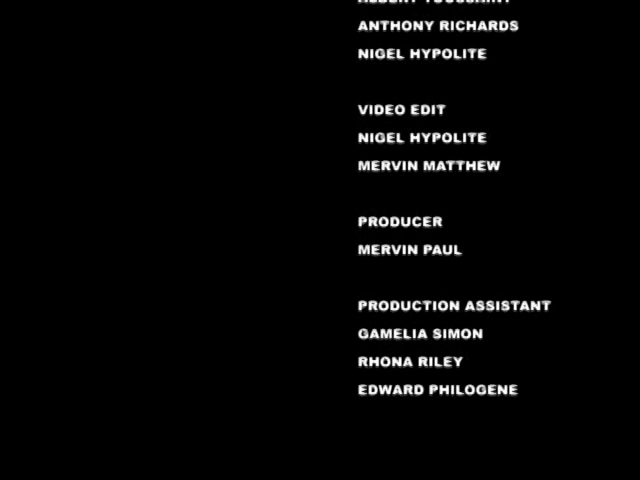 ANTHONY RICHARDS
NIGEL HYPOLITE
VIDEO EDIT
NIGEL HYPOLITE
MERVIN MATTHEW
PRODUCER
MERVIN PAUL
PRODUCTION ASSISTANT
GAMELIA SIMON
RHONA RILEY
EDWARD PHILOGENE